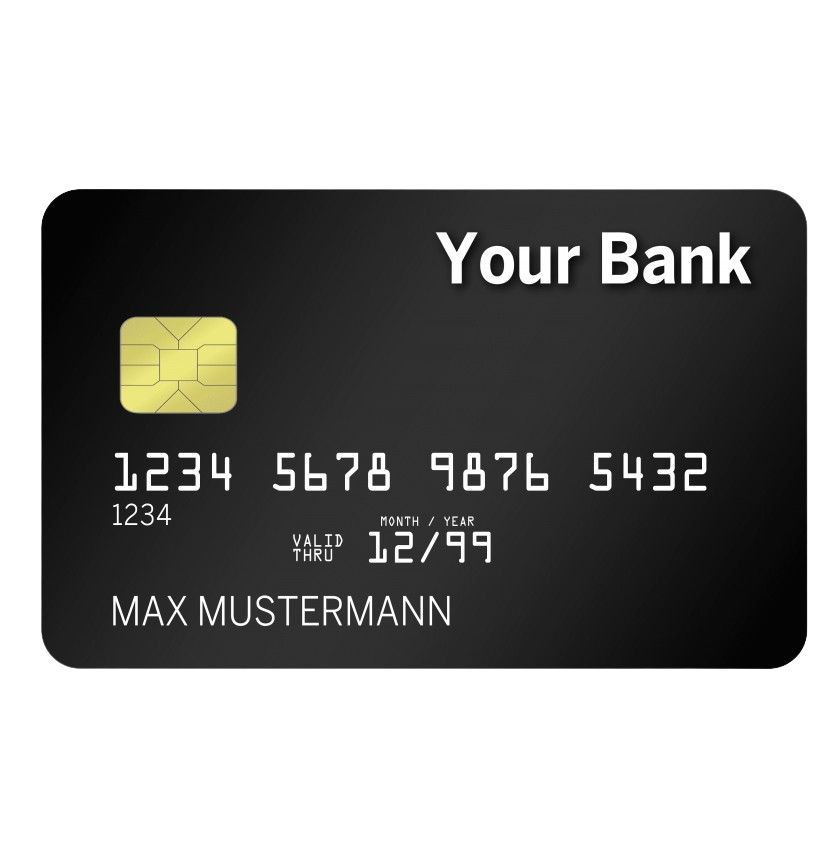 Your Bank
1234 5678 9876 5432
1234
MONTH / YEAR
VALID THRU 12/99
MAX MUSTERMANN